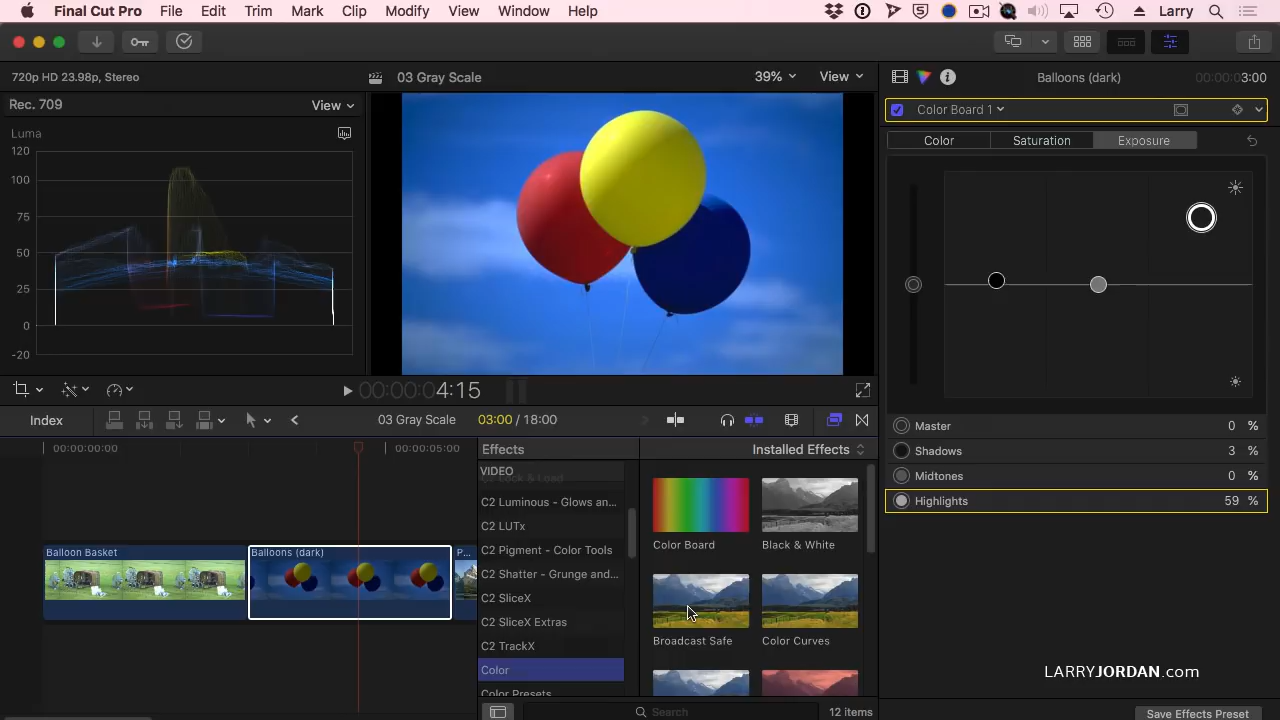 Final Cut Pro File Edit Trim Mark Clip Modify View Window Help Larry
720p HD 23.98p, Stereo 03 Gray Scale 39% View Balloons (dark) 3:00
Rec. 709 View
Color Board 1
Luma
Color Saturation Exposure
120
100
75
50
25
0
-20
4:15
Index 03 Gray Scale 03:00 / 18:00
Master 0 %
Shadows 3 %
Midtones 0 %
Highlights 59 %
00:00:00:00 00:00:05:00
Effects Installed Effects
VIDEO
C2 Luminous - Glows an...
C2 LUTx
C2 Pigment - Color Tools
C2 Shatter - Grunge and...
C2 SliceX
C2 SliceX Extras
C2 TrackX
Color
Color Presets
Color Board Black & White
Broadcast Safe Color Curves
Balloon Basket Balloons (dark) P...
LARRYJORDAN.com
Search 12 items
Save Effects Preset